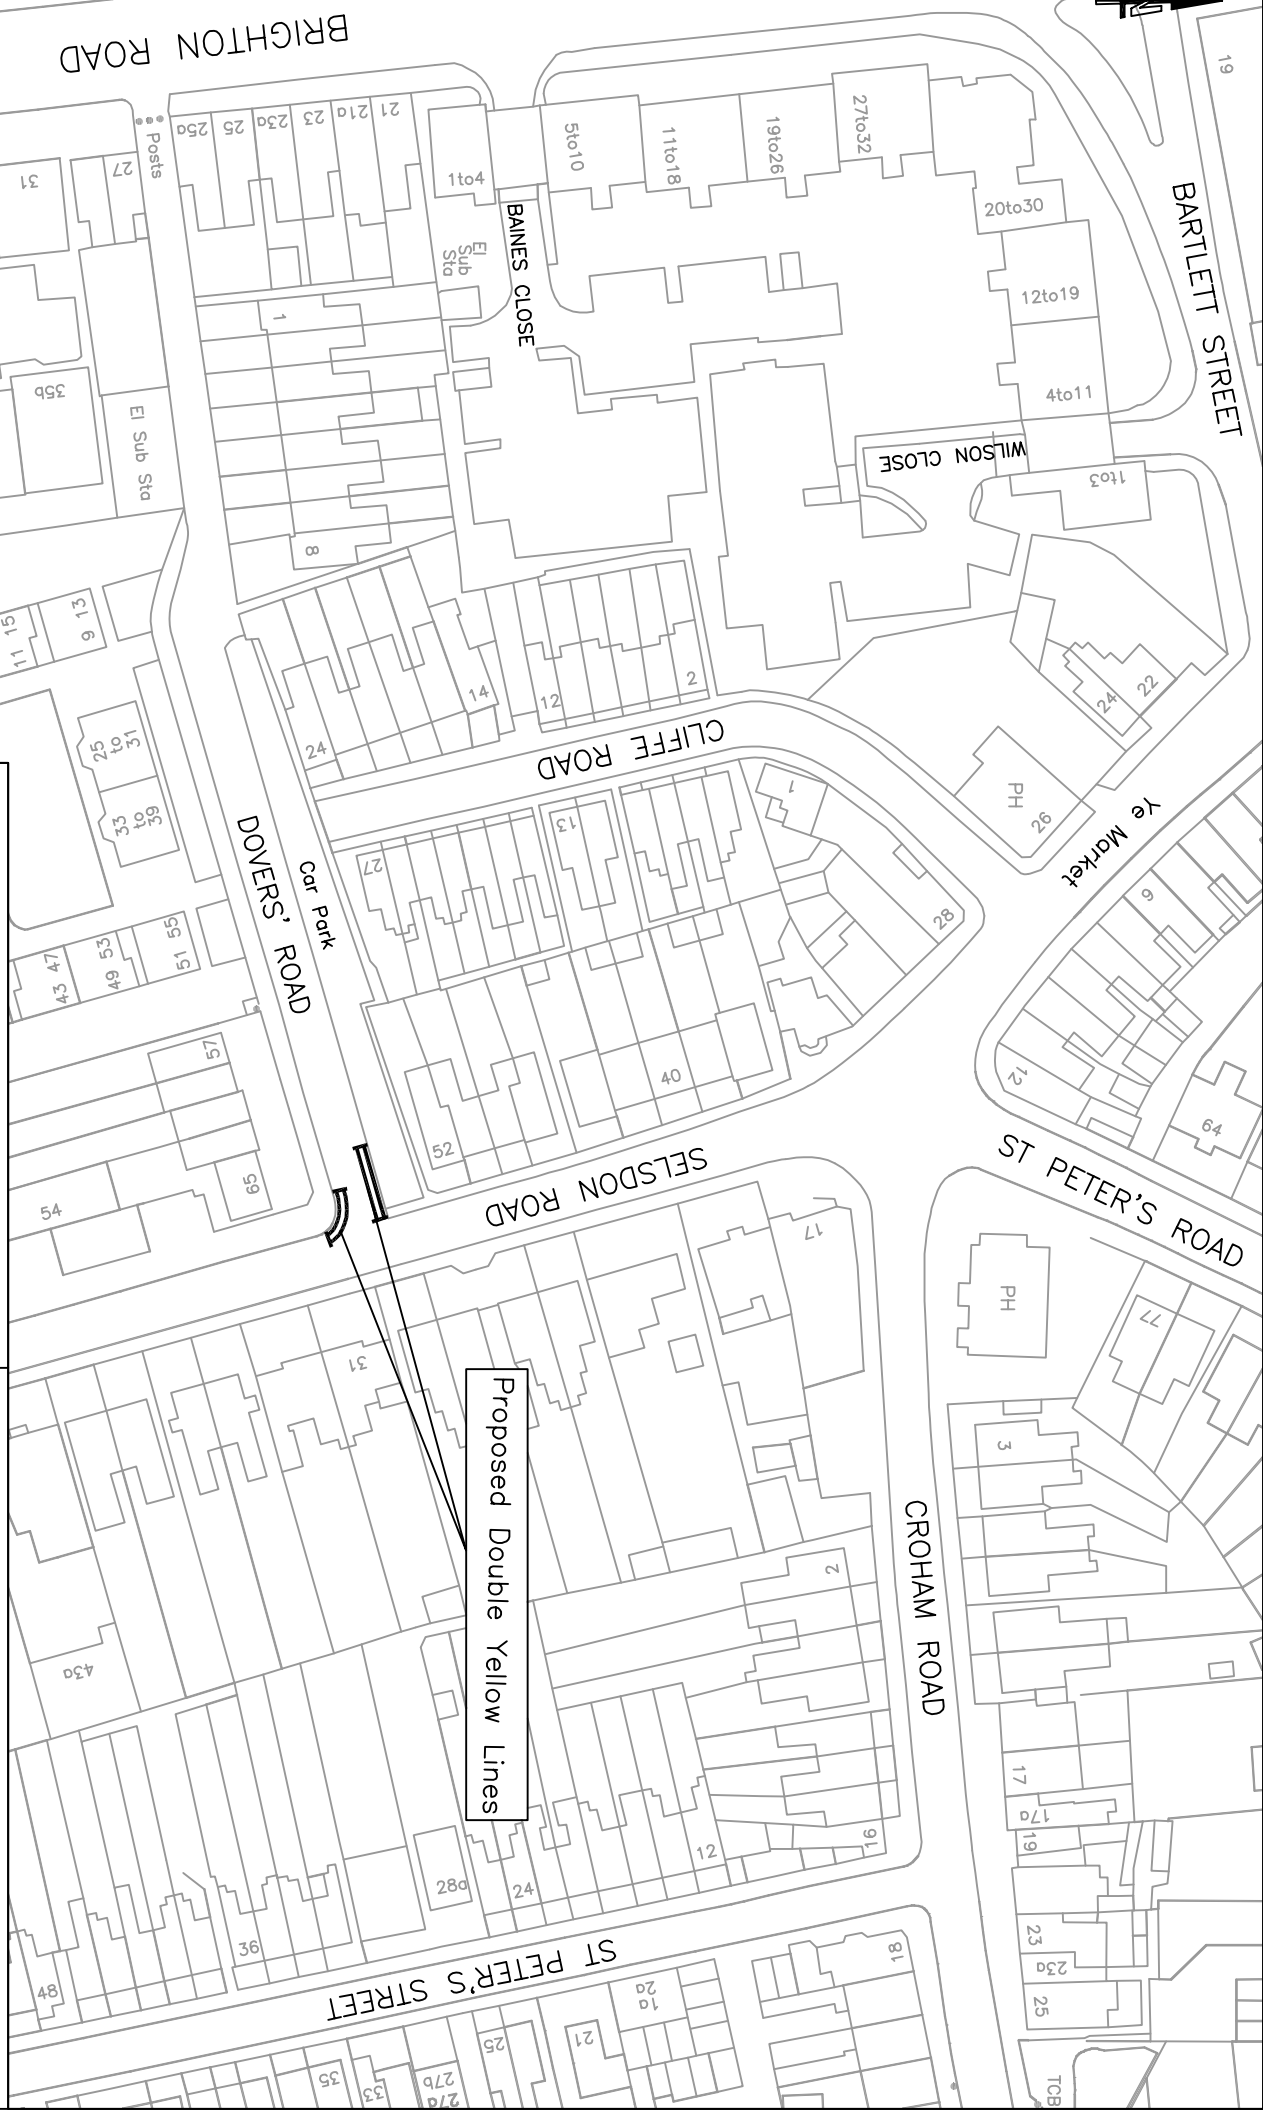 BRIGHTON ROAD
19
Posts
25a
25
23a
23
21a
21
1to4
5to10
11to18
19to26
27to32
20to30
12to19
4to11
1to3
BARTLETT STREET
31
27
El
Sub
Sta
BAINES CLOSE
WILSON CLOSE
35b
El Sub Sta
1
8
15
11
13
9
25
to
31
33
to
39
24
14
12
2
CLIFFE ROAD
24
22
PH
26
Ye Market
DOVERS' ROAD
Car Park
27
13
1
28
9
12
64
47
43
53
49
55
51
57
65
54
52
40
SELSDON ROAD
ST PETER'S ROAD
17
PH
77
31
3
Proposed Double Yellow Lines
CROHAM ROAD
2
43a
17
17a
19
16
12
28a
24
36
48
ST PETER'S STREET
18
23
23a
25
1a
2a
21
25
27b
27a
33
35
TCB